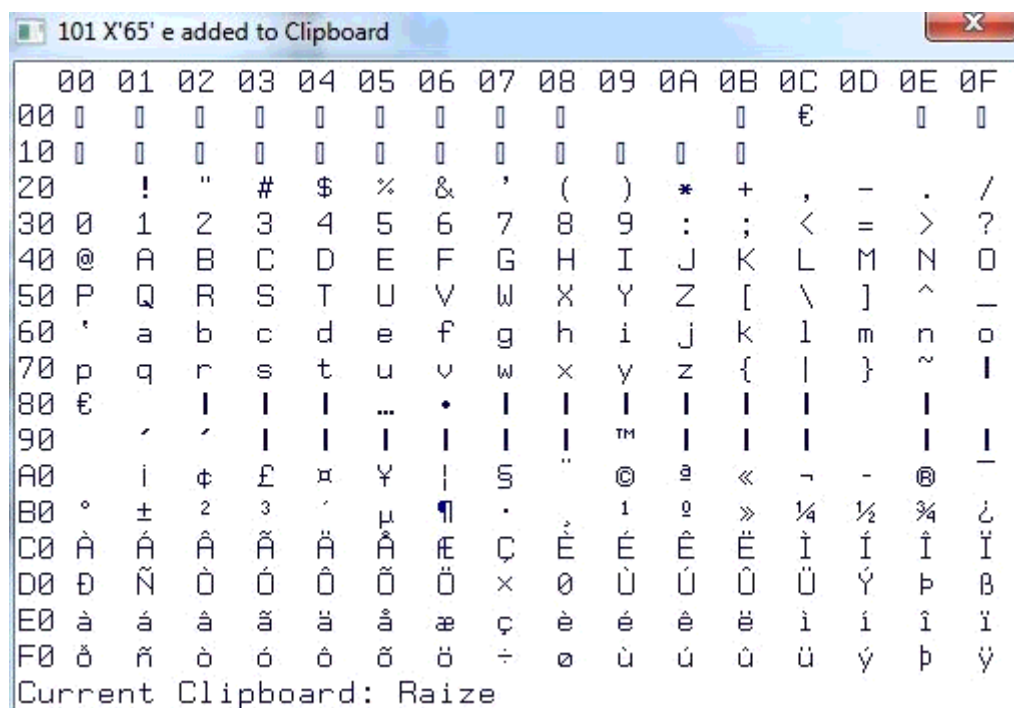 101 X'65' e added to Clipboard
00 01 02 03 04 05 06 07 08 09 0A 0B 0C 0D 0E 0F
00 ▯ ▯ ▯ ▯ ▯ ▯ ▯ ▯ ▯ ▯ € ▯ ▯
10 ▯ ▯ ▯ ▯ ▯ ▯ ▯ ▯ ▯ ▯ ▯ ▯
20 ! " # $ % & ' ( ) * + , - . /
30 0 1 2 3 4 5 6 7 8 9 : ; < = > ?
40 @ A B C D E F G H I J K L M N O
50 P Q R S T U V W X Y Z [ \ ] ^ _
60 ` a b c d e f g h i j k l m n o
70 p q r s t u v w x y z { | } ~ |
80 € | | | … • | | | | | | |
90 ´ ´ | | | | | | ™ | | | | |
A0 ¡ ¢ £ ¤ ¥ ¦ § ¨ © ª « ¬ - ® ¯
B0 ° ± ² ³ ´ µ ¶ · ¸ ¹ º » ¼ ½ ¾ ¿
C0 À Á Â Ã Ä Å Æ Ç È É Ê Ë Ì Í Î Ï
D0 Ð Ñ Ò Ó Ô Õ Ö × Ø Ù Ú Û Ü Ý Þ ß
E0 à á â ã ä å æ ç è é ê ë ì í î ï
F0 ð ñ ò ó ô õ ö ÷ ø ù ú û ü ý þ ÿ
Current Clipboard: Raize